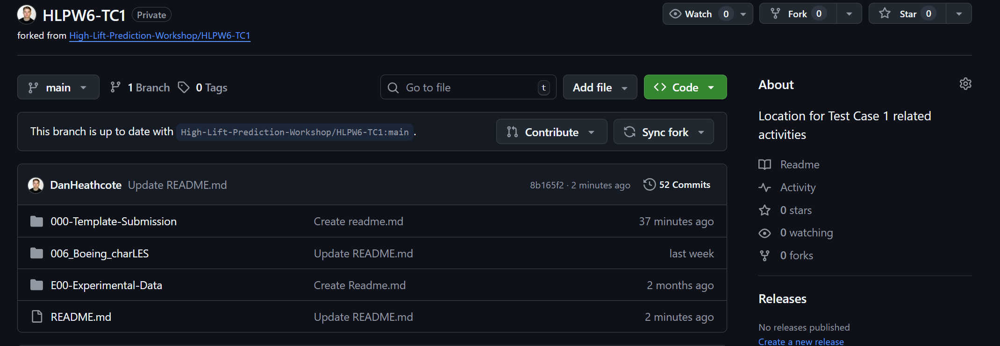 HLPW6-TC1 Private Watch 0 Fork 0 Star 0
forked from High-Lift-Prediction-Workshop/HLPW6-TC1
main 1 Branch 0 Tags Go to file t Add file Code
This branch is up to date with High-Lift-Prediction-Workshop/HLPW6-TC1:main . Contribute Sync fork
DanHeathcote Update README.md 8b165f2 · 2 minutes ago 52 Commits
000-Template-Submission Create readme.md 37 minutes ago
006_Boeing_charLES Update README.md last week
E00-Experimental-Data Create Readme.md 2 months ago
README.md Update README.md 2 minutes ago
About
Location for Test Case 1 related
activities
Readme
Activity
0 stars
0 watching
0 forks
Releases
No releases published
Create a new release